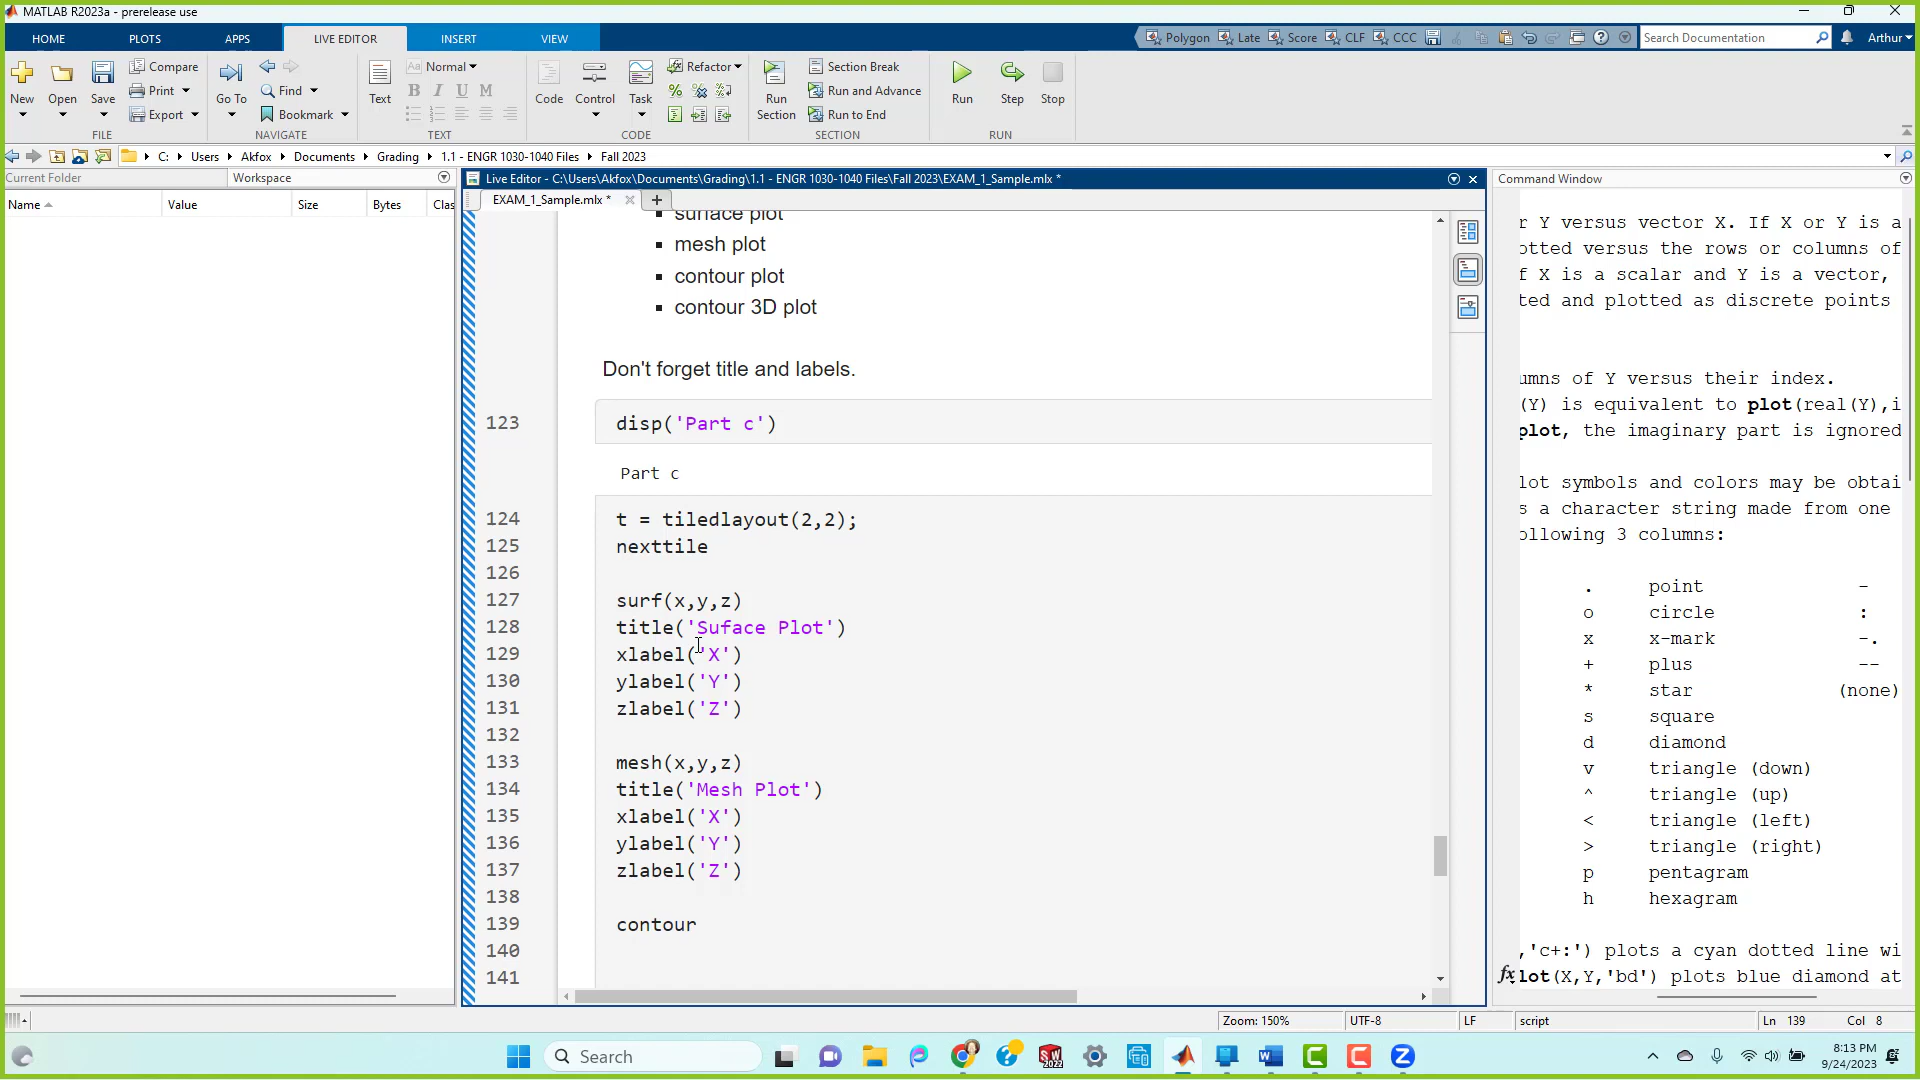 MATLAB R2023a - prerelease use
HOME PLOTS APPS LIVE EDITOR INSERT VIEW
Polygon Late Score CLF CCC Search Documentation Arthur
New Open Save Compare Print Export
Go To Find Bookmark
Text Aa Normal B I U M
Code Control Task Refactor
Run Section Section Break Run and Advance Run to End
Run Step Stop
FILE NAVIGATE TEXT CODE SECTION RUN
C: Users Akfox Documents Grading 1.1 - ENGR 1030-1040 Files Fall 2023
Current Folder Workspace
Name Value Size Bytes Clas
Live Editor - C:\Users\Akfox\Documents\Grading\1.1 - ENGR 1030-1040 Files\Fall 2023\EXAM_1_Sample.mlx *
EXAM_1_Sample.mlx *
surface plot
mesh plot
contour plot
contour 3D plot
Don't forget title and labels.
123 disp('Part c')
Part c
124 t = tiledlayout(2,2);
125 nexttile
126
127 surf(x,y,z)
128 title('Suface Plot')
129 xlabel('X')
130 ylabel('Y')
131 zlabel('Z')
132
133 mesh(x,y,z)
134 title('Mesh Plot')
135 xlabel('X')
136 ylabel('Y')
137 zlabel('Z')
138
139 contour
140
141
Command Window
r Y versus vector X. If X or Y is a
otted versus the rows or columns of
f X is a scalar and Y is a vector,
ted and plotted as discrete points
umns of Y versus their index.
(Y) is equivalent to plot(real(Y),i
plot, the imaginary part is ignored
lot symbols and colors may be obtai
s a character string made from one
ollowing 3 columns:
. point -
o circle :
x x-mark -.
+ plus --
* star (none)
s square
d diamond
v triangle (down)
^ triangle (up)
< triangle (left)
> triangle (right)
p pentagram
h hexagram
,'c+:') plots a cyan dotted line wi
fx lot(X,Y,'bd') plots blue diamond at
Zoom: 150% UTF-8 LF script Ln 139 Col 8
Search
SW 2022
8:13 PM
9/24/2023